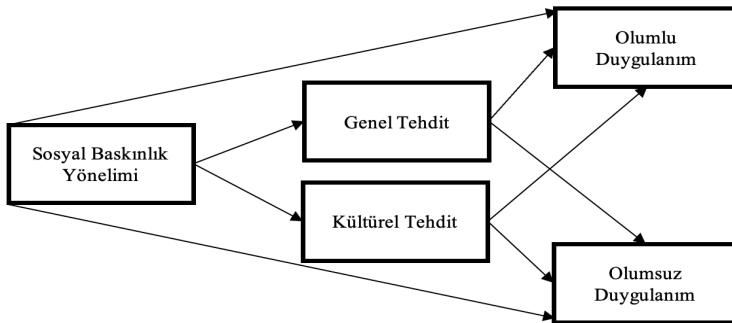 Olumlu
Duygulanım
Genel Tehdit
Sosyal Baskınlık
Yönelimi
Kültürel Tehdit
Olumsuz
Duygulanım